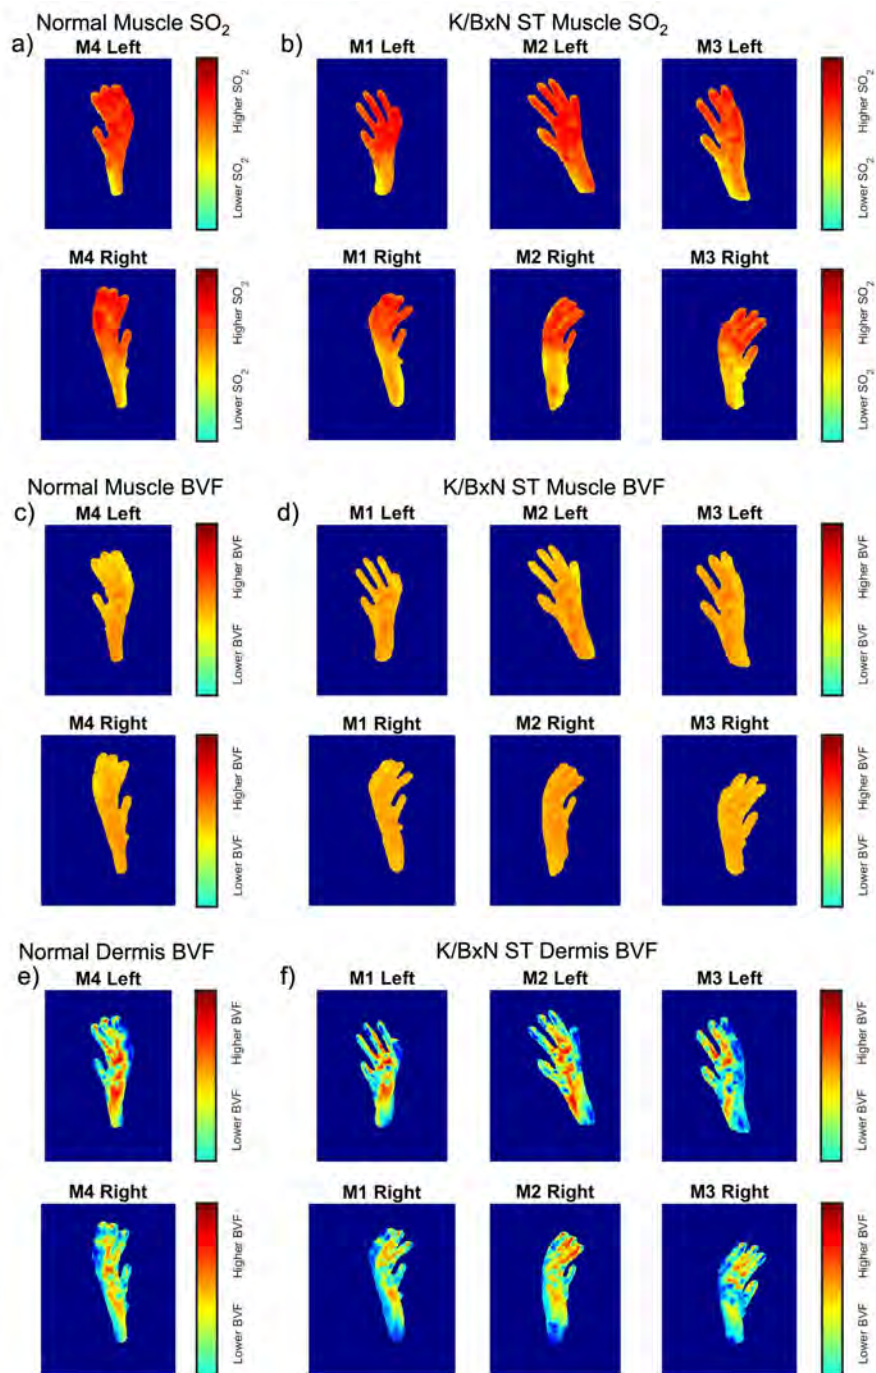 Normal Muscle SO2
K/BxN ST Muscle SO2
a)
M4 Left
b)
M1 Left
M2 Left
M3 Left
Lower SO2 Higher SO2
Lower SO2 Higher SO2
M4 Right
M1 Right
M2 Right
M3 Right
Lower SO2 Higher SO2
Lower SO2 Higher SO2
Normal Muscle BVF
K/BxN ST Muscle BVF
c)
M4 Left
d)
M1 Left
M2 Left
M3 Left
Lower BVF Higher BVF
Lower BVF Higher BVF
M4 Right
M1 Right
M2 Right
M3 Right
Lower BVF Higher BVF
Lower BVF Higher BVF
Normal Dermis BVF
K/BxN ST Dermis BVF
e)
M4 Left
f)
M1 Left
M2 Left
M3 Left
Lower BVF Higher BVF
Lower BVF Higher BVF
M4 Right
M1 Right
M2 Right
M3 Right
Lower BVF Higher BVF
Lower BVF Higher BVF